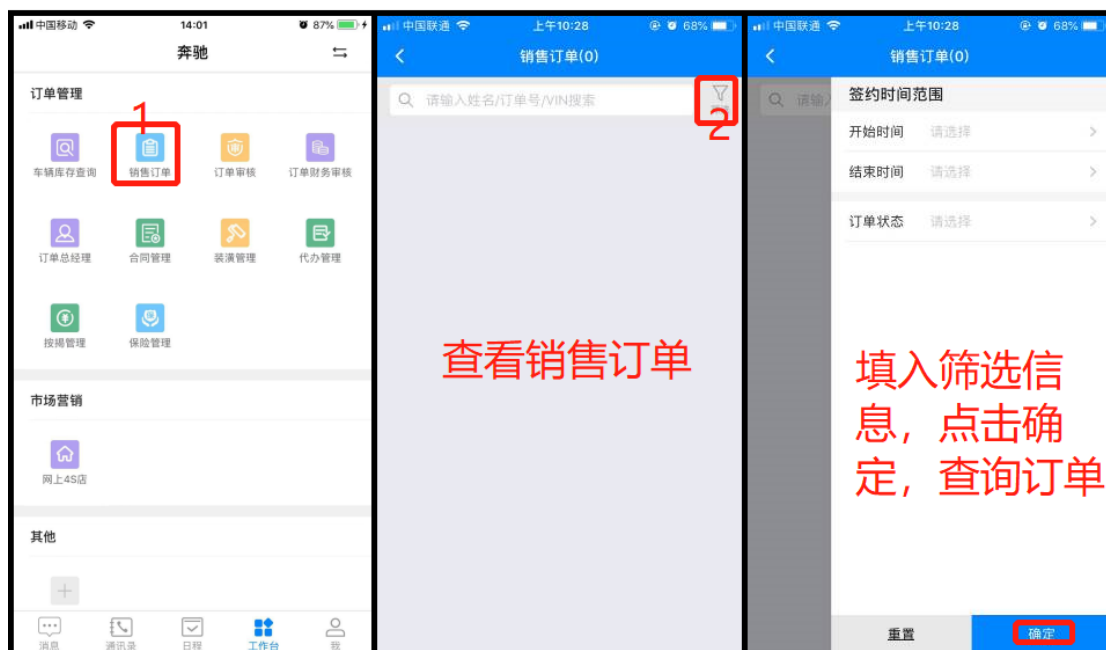 中国移动 14:01 87%
奔驰
订单管理
1
车辆库存查询 销售订单 订单审核 订单财务审核
订单总经理 合同管理 装潢管理 代办管理
按揭管理 保险管理
市场营销
网上4S店
其他
消息 通讯录 日程 工作台 我
中国联通 上午10:28 68%
销售订单(0)
请输入姓名/订单号/VIN搜索
2
查看销售订单
中国联通 上午10:28 68%
销售订单(0)
请输入
签约时间范围
开始时间 请选择
结束时间 请选择
订单状态 请选择
填入筛选信
息，点击确
定，查询订单
重置 确定